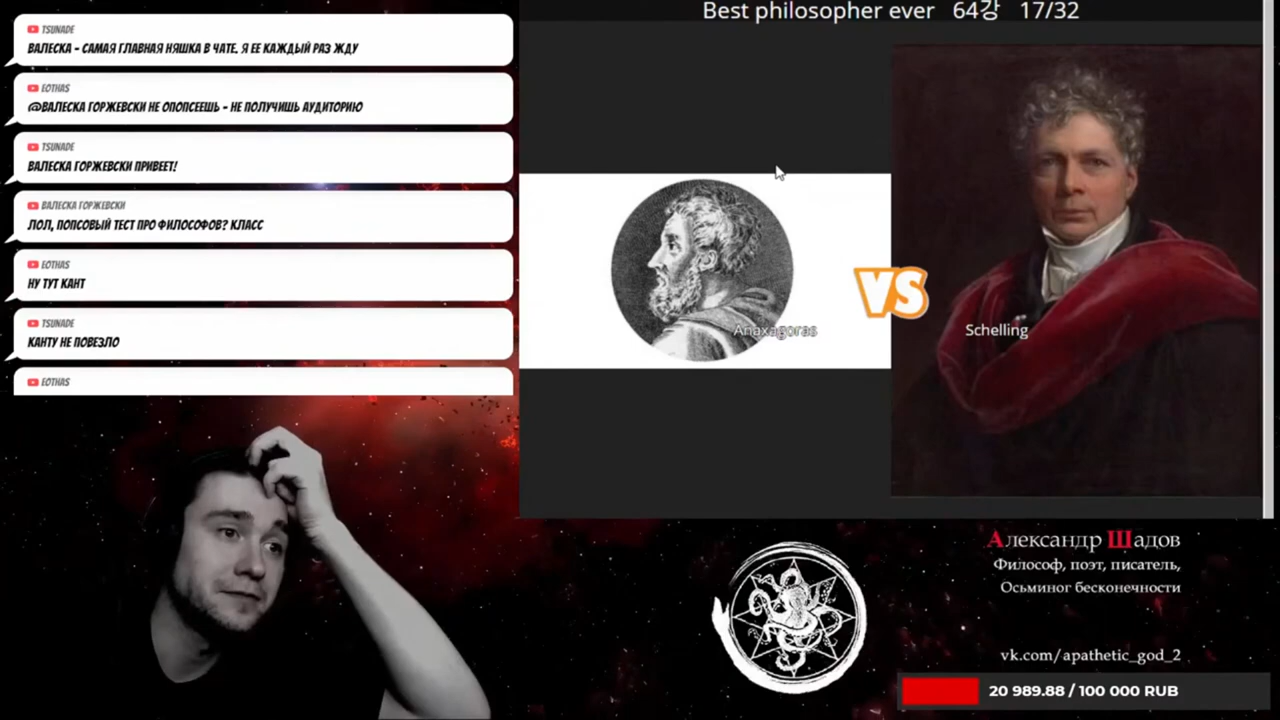 TSUNADE
ВАЛЕСКА - САМАЯ ГЛАВНАЯ НЯШКА В ЧАТЕ. Я ЕЕ КАЖДЫЙ РАЗ ЖДУ
EOTHAS
@ВАЛЕСКА ГОРЖЕВСКИ НЕ ОПОПСЕЕШЬ - НЕ ПОЛУЧИШЬ АУДИТОРИЮ
TSUNADE
ВАЛЕСКА ГОРЖЕВСКИ ПРИВЕЕТ!
ВАЛЕСКА ГОРЖЕВСКИ
ЛОЛ, ПОПСОВЫЙ ТЕСТ ПРО ФИЛОСОФОВ? КЛАСС
EOTHAS
НУ ТУТ КАНТ
TSUNADE
КАНТУ НЕ ПОВЕЗЛО
EOTHAS
Best philosopher ever 64강 17/32
Anaxagoras
VS
Schelling
Александр Шадов
Философ, поэт, писатель,
Осьминог бесконечности
vk.com/apathetic_god_2
20 989.88 / 100 000 RUB